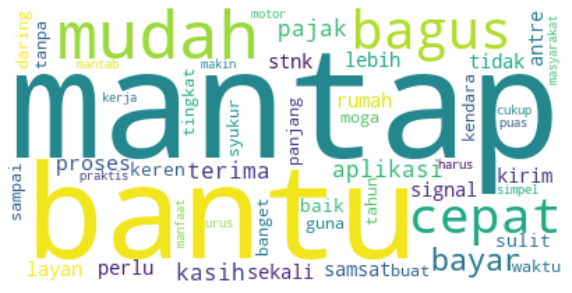 daring
tanpa
mudah
motor
pajak
bagus
antre
masyarakat
mantab
makin
stnk
lebih
tidak
mantap
kerja
tingkat
syukur
rumah
moga
panjang
kendara
cukup
puas
sampai
proses
praktis
keren
terima
aplikasi
harus
kirim
bantu
signal
simpel
baik
tahun
guna
cepat
manfaat
urus
banget
sulit
layan
perlu
kasih
sekali
samsat
buat
bayar
waktu